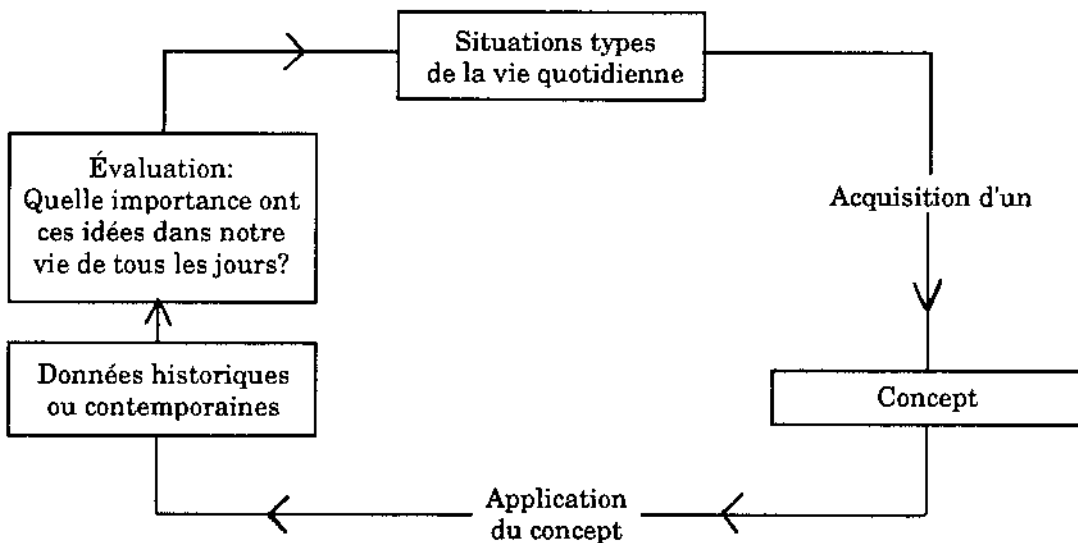 Situations types
de la vie quotidienne
Acquisition d'un
Concept
Application
du concept
Données historiques
ou contemporaines
Évaluation:
Quelle importance ont
ces idées dans notre
vie de tous les jours?